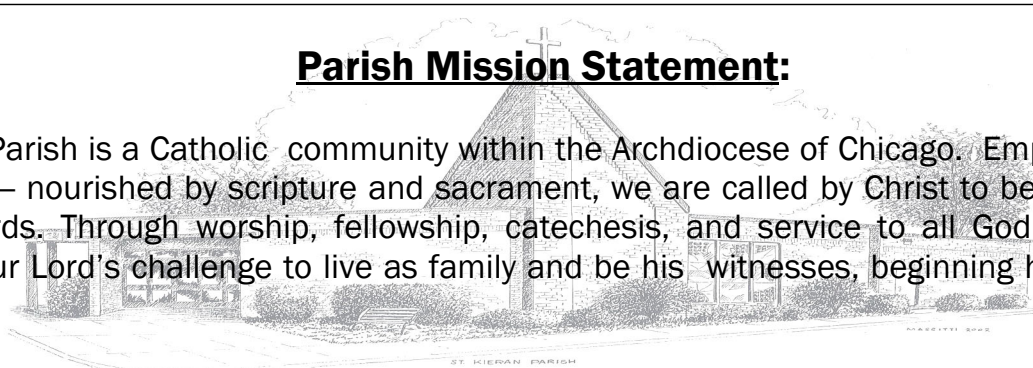 Parish Mission Statement:
Parish is a Catholic community within the Archdiocese of Chicago. Em
– nourished by scripture and sacrament, we are called by Christ to be
ds. Through worship, fellowship, catechesis, and service to all God
ur Lord's challenge to live as family and be his witnesses, beginning h
MAZZITTI 2002
ST. KIERAN PARISH